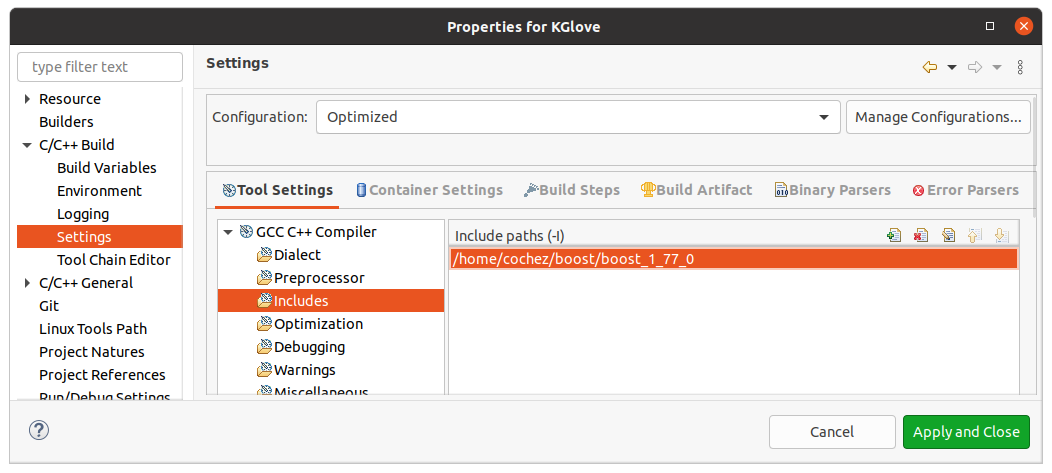 Properties for KGlove
type filter text
Resource
Builders
C/C++ Build
Build Variables
Environment
Logging
Settings
Tool Chain Editor
C/C++ General
Git
Linux Tools Path
Project Natures
Project References
Run/Debug Settings
Settings
Configuration: Optimized Manage Configurations...
Tool Settings Container Settings Build Steps Build Artifact Binary Parsers Error Parsers
GCC C++ Compiler
Dialect
Preprocessor
Includes
Optimization
Debugging
Warnings
Miscellaneous
Include paths (-I)
/home/cochez/boost/boost_1_77_0
? Cancel Apply and Close